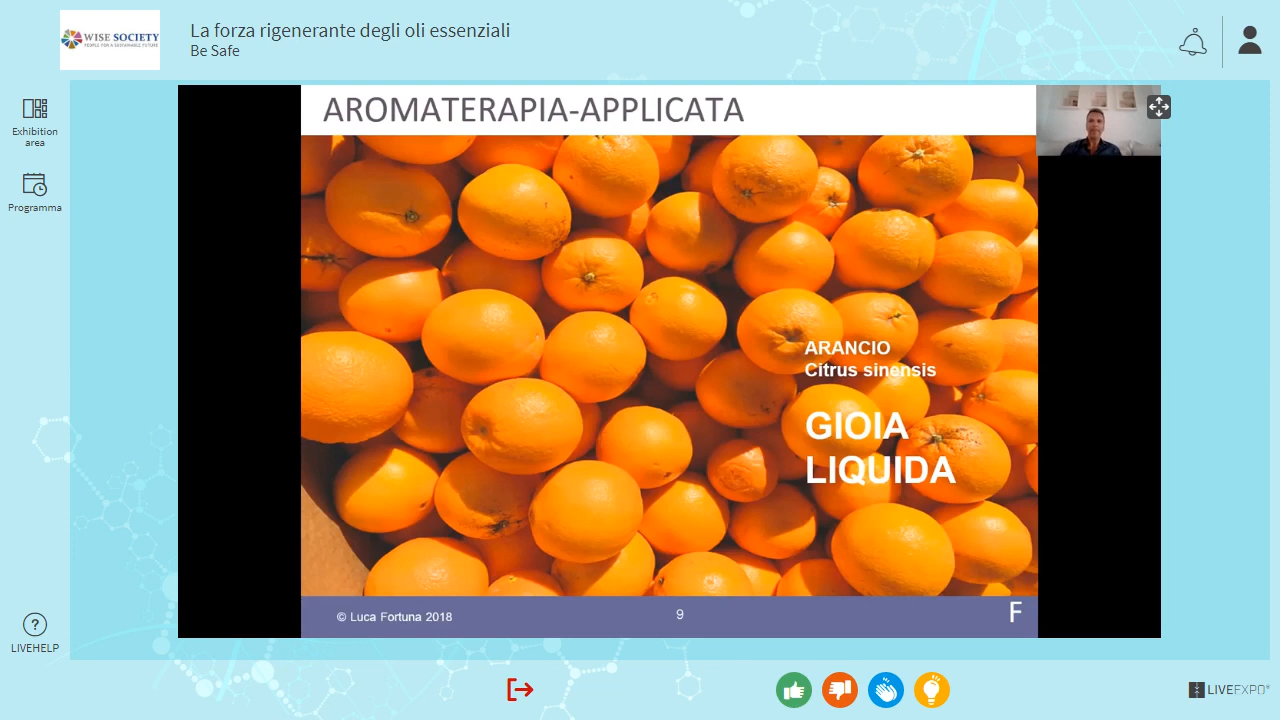 WISE SOCIETY
PEOPLE FOR A SUSTAINABLE FUTURE
La forza rigenerante degli oli essenziali
Be Safe
Exhibition
area
Programma
AROMATERAPIA-APPLICATA
ARANCIO
Citrus sinensis
GIOIA
LIQUIDA
© Luca Fortuna 2018
9
F
?
LIVEHELP
LIVEEXPO®